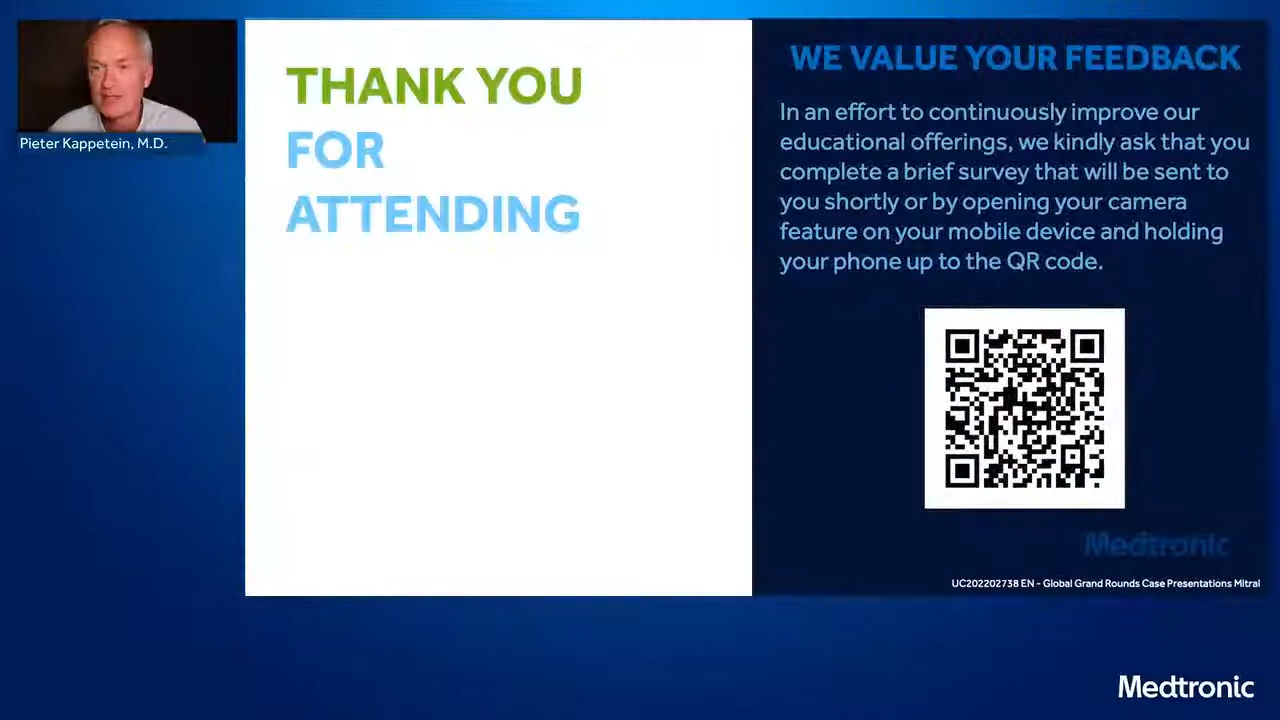 Pieter Kappetein, M.D.
THANK YOU
FOR
ATTENDING
WE VALUE YOUR FEEDBACK
In an effort to continuously improve our
educational offerings, we kindly ask that you
complete a brief survey that will be sent to
you shortly or by opening your camera
feature on your mobile device and holding
your phone up to the QR code.
Medtronic
UC202202738 EN - Global Grand Rounds Case Presentations Mitral
Medtronic